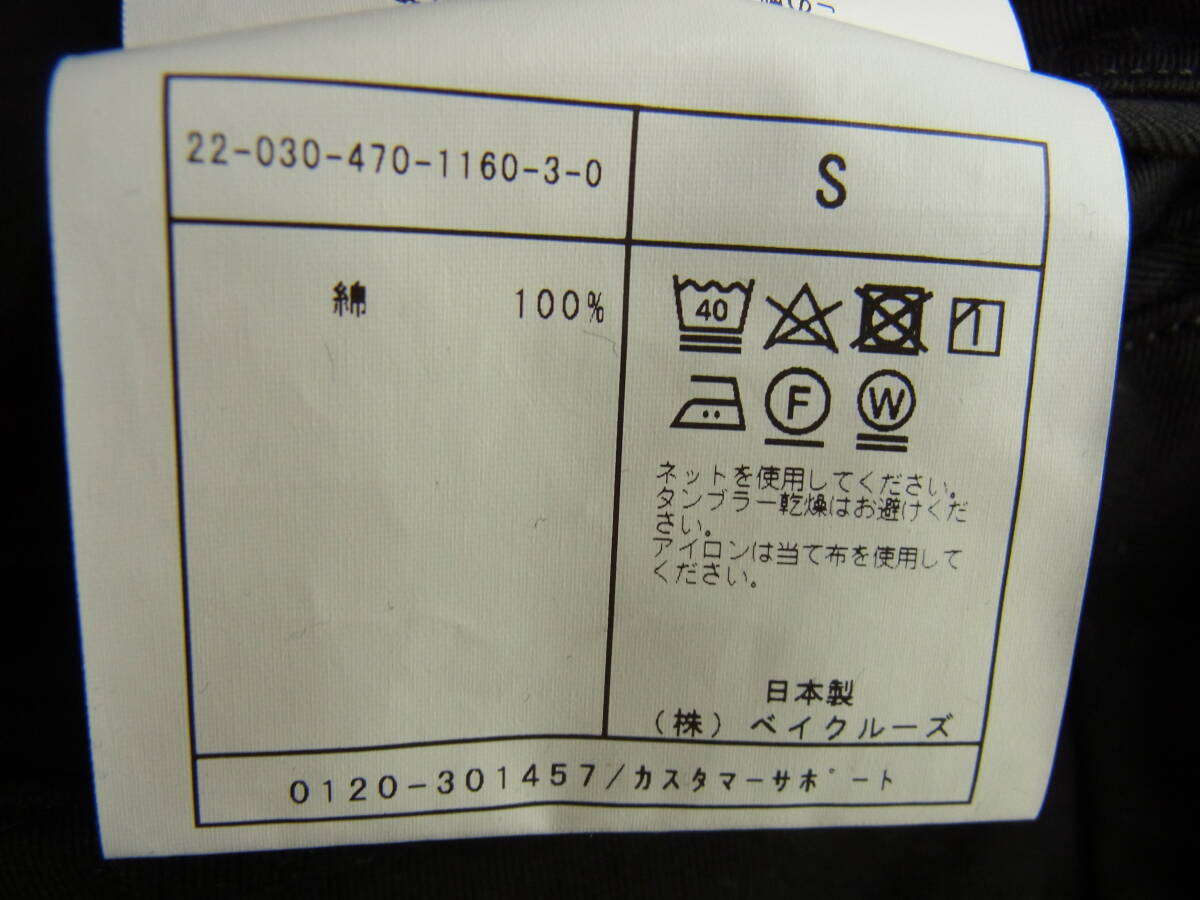 22-030-470-1160-3-0
S
綿 100%
40
F W
ネットを使用してください。
タンブラー乾燥はお避けくだ
さい。
アイロンは当て布を使用して
ください。
日本製
(株) ベイクルーズ
0120-301457/カスタマーサポート